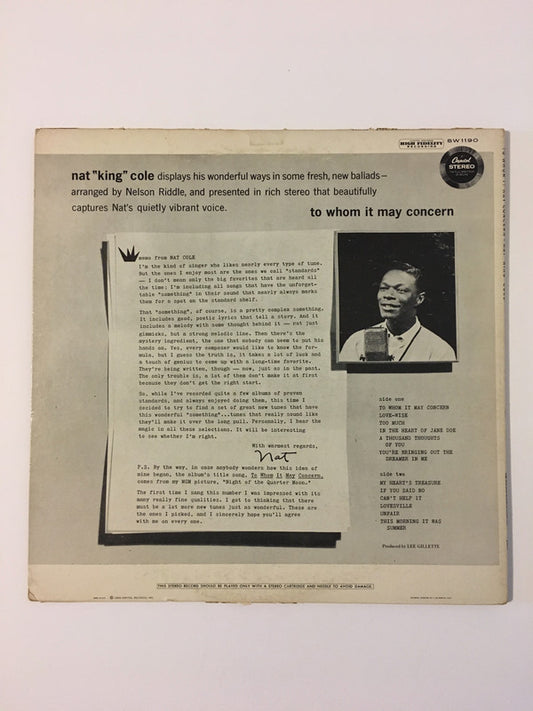 HIGH FIDELITY
RECORDING
SW1190
Capitol
STEREO
nat "king" cole displays his wonderful ways in some fresh, new ballads—
arranged by Nelson Riddle, and presented in rich stereo that beautifully
captures Nat's quietly vibrant voice.
to whom it may concern
memo from NAT COLE
I'm the kind of singer who likes nearly every type of tune.
But the ones I enjoy most are the ones we call "standards"
— I don't mean only the big favorites that are heard all
the time; I'm including all songs that have the unforget-
table "something" in their sound that nearly always marks
them for a spot on the standard shelf.
That "something", of course, is a pretty complex something.
It includes good, poetic lyrics that tell a story. And it
includes a melody with some thought behind it — not just
gimmicks, but a strong melodic line. Then there's the
mystery ingredient, the one that nobody can seem to put his
hands on. Yes, every composer would like to know the for-
mula, but I guess the truth is, it takes a lot of luck and
a touch of genius to come up with a long-time favorite.
They're being written, though — now, just as in the past.
The only trouble is, a lot of them don't make it at first
because they don't get the right start.
So, while I've recorded quite a few albums of proven
standards, and always enjoyed doing them, this time I
decided to try to find a set of great new tunes that have
this wonderful "something"...tunes that really sound like
they'll make it over the long pull. Personally, I hear the
magic in all these selections. It will be interesting
to see whether I'm right.
With warmest regards,
Nat
P.S. By the way, in case anybody wonders how this idea of
mine began, the album's title song, To Whom It May Concern,
comes from my MGM picture, "Night of the Quarter Moon."
The first time I sang this number I was impressed with its
many really fine qualities. I got to thinking that there
must be a lot more new tunes just as wonderful. These are
the ones I picked, and I sincerely hope you'll agree
with me on every one.
side one
TO WHOM IT MAY CONCERN
LOVE-WISE
TOO MUCH
IN THE HEART OF JANE DOE
A THOUSAND THOUGHTS
OF YOU
YOU'RE BRINGING OUT THE
DREAMER IN ME
side two
MY HEART'S TREASURE
IF YOU SAID NO
CAN'T HELP IT
LOVESVILLE
UNFAIR
THIS MORNING IT WAS
SUMMER
Produced by LEE GILLETTE
THIS STEREO RECORD SHOULD BE PLAYED ONLY WITH A STEREO CARTRIDGE AND NEEDLE TO AVOID DAMAGE.